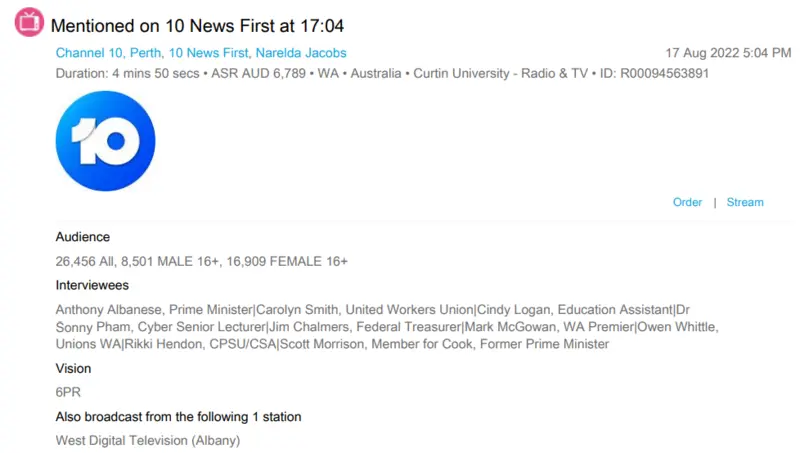 Mentioned on 10 News First at 17:04
Channel 10, Perth, 10 News First, Narelda Jacobs
17 Aug 2022 5:04 PM
Duration: 4 mins 50 secs • ASR AUD 6,789 • WA • Australia • Curtin University - Radio & TV • ID: R00094563891
10
Order | Stream
Audience
26,456 All, 8,501 MALE 16+, 16,909 FEMALE 16+
Interviewees
Anthony Albanese, Prime Minister|Carolyn Smith, United Workers Union|Cindy Logan, Education Assistant|Dr
Sonny Pham, Cyber Senior Lecturer|Jim Chalmers, Federal Treasurer|Mark McGowan, WA Premier|Owen Whittle,
Unions WA|Rikki Hendon, CPSU/CSA|Scott Morrison, Member for Cook, Former Prime Minister
Vision
6PR
Also broadcast from the following 1 station
West Digital Television (Albany)